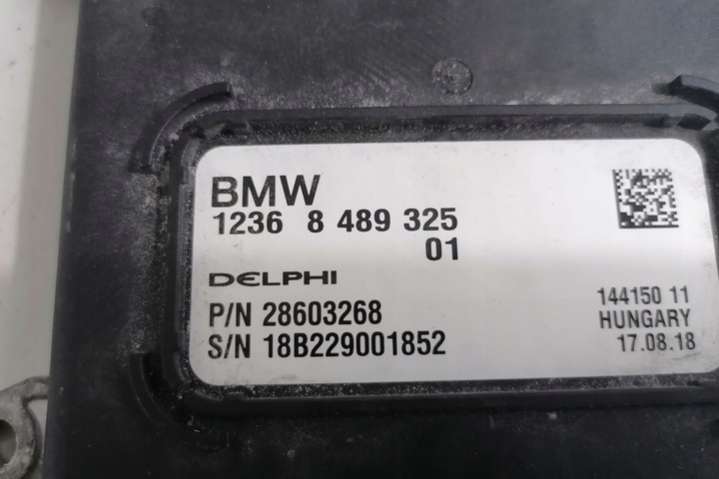 BMW
1236 8 489 325
01
DELPHI
P/N 28603268
S/N 18B229001852
144150 11
HUNGARY
17.08.18